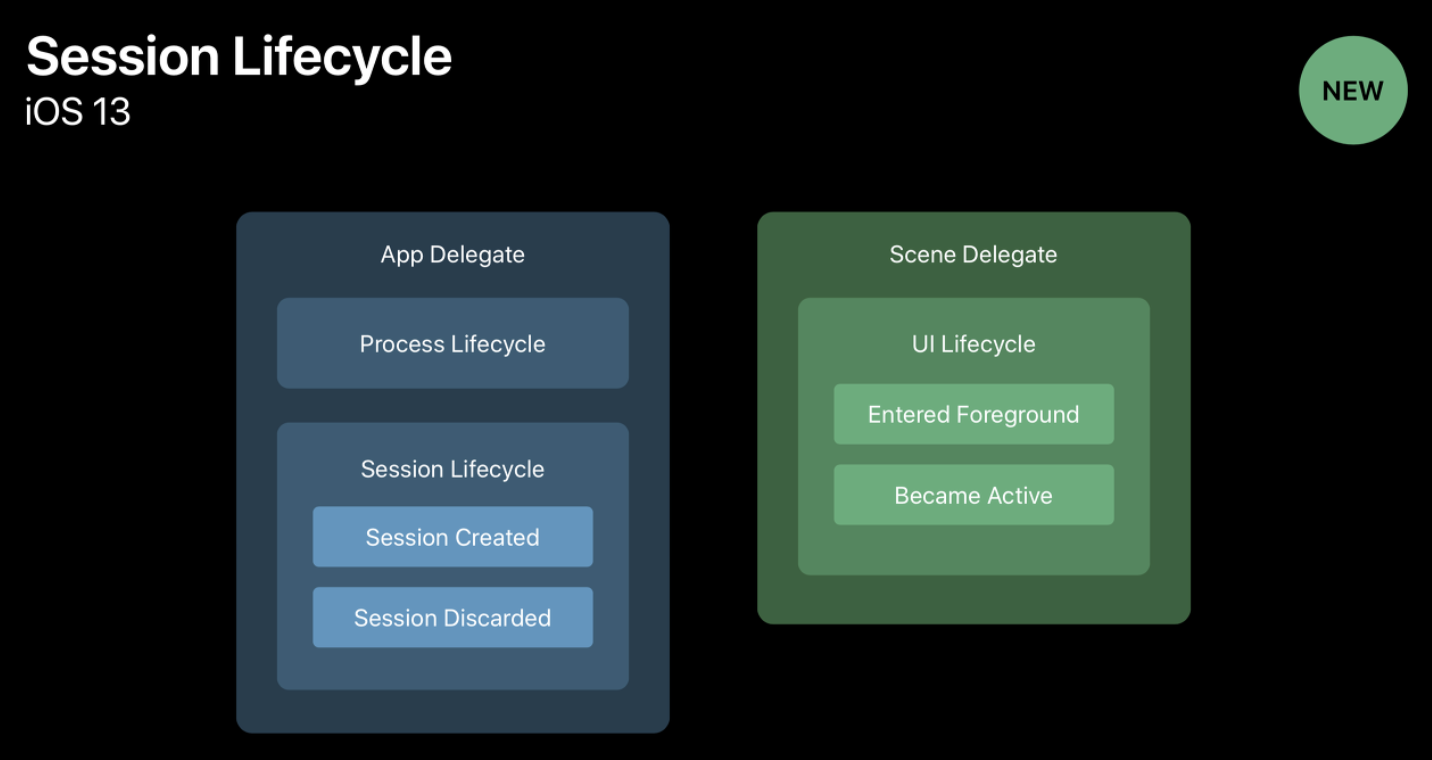 Session Lifecycle
iOS 13
NEW
App Delegate
Process Lifecycle
Session Lifecycle
Session Created
Session Discarded
Scene Delegate
UI Lifecycle
Entered Foreground
Became Active